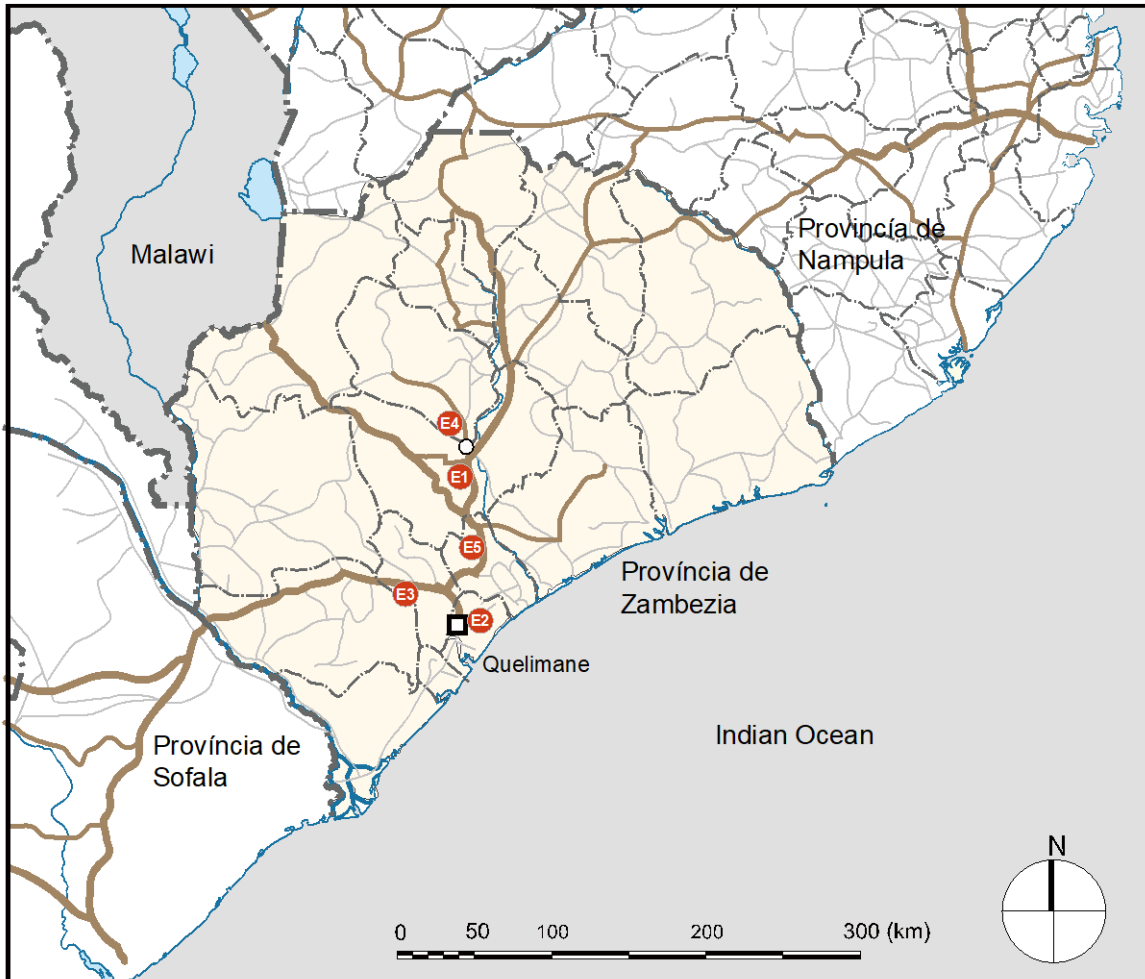 Malawi
Provincía de
Nampula
E4
E1
E5
E3
E2
Província de
Zambezia
Quelimane
Província de
Sofala
Indian Ocean
N
0 50 100 200 300 (km)